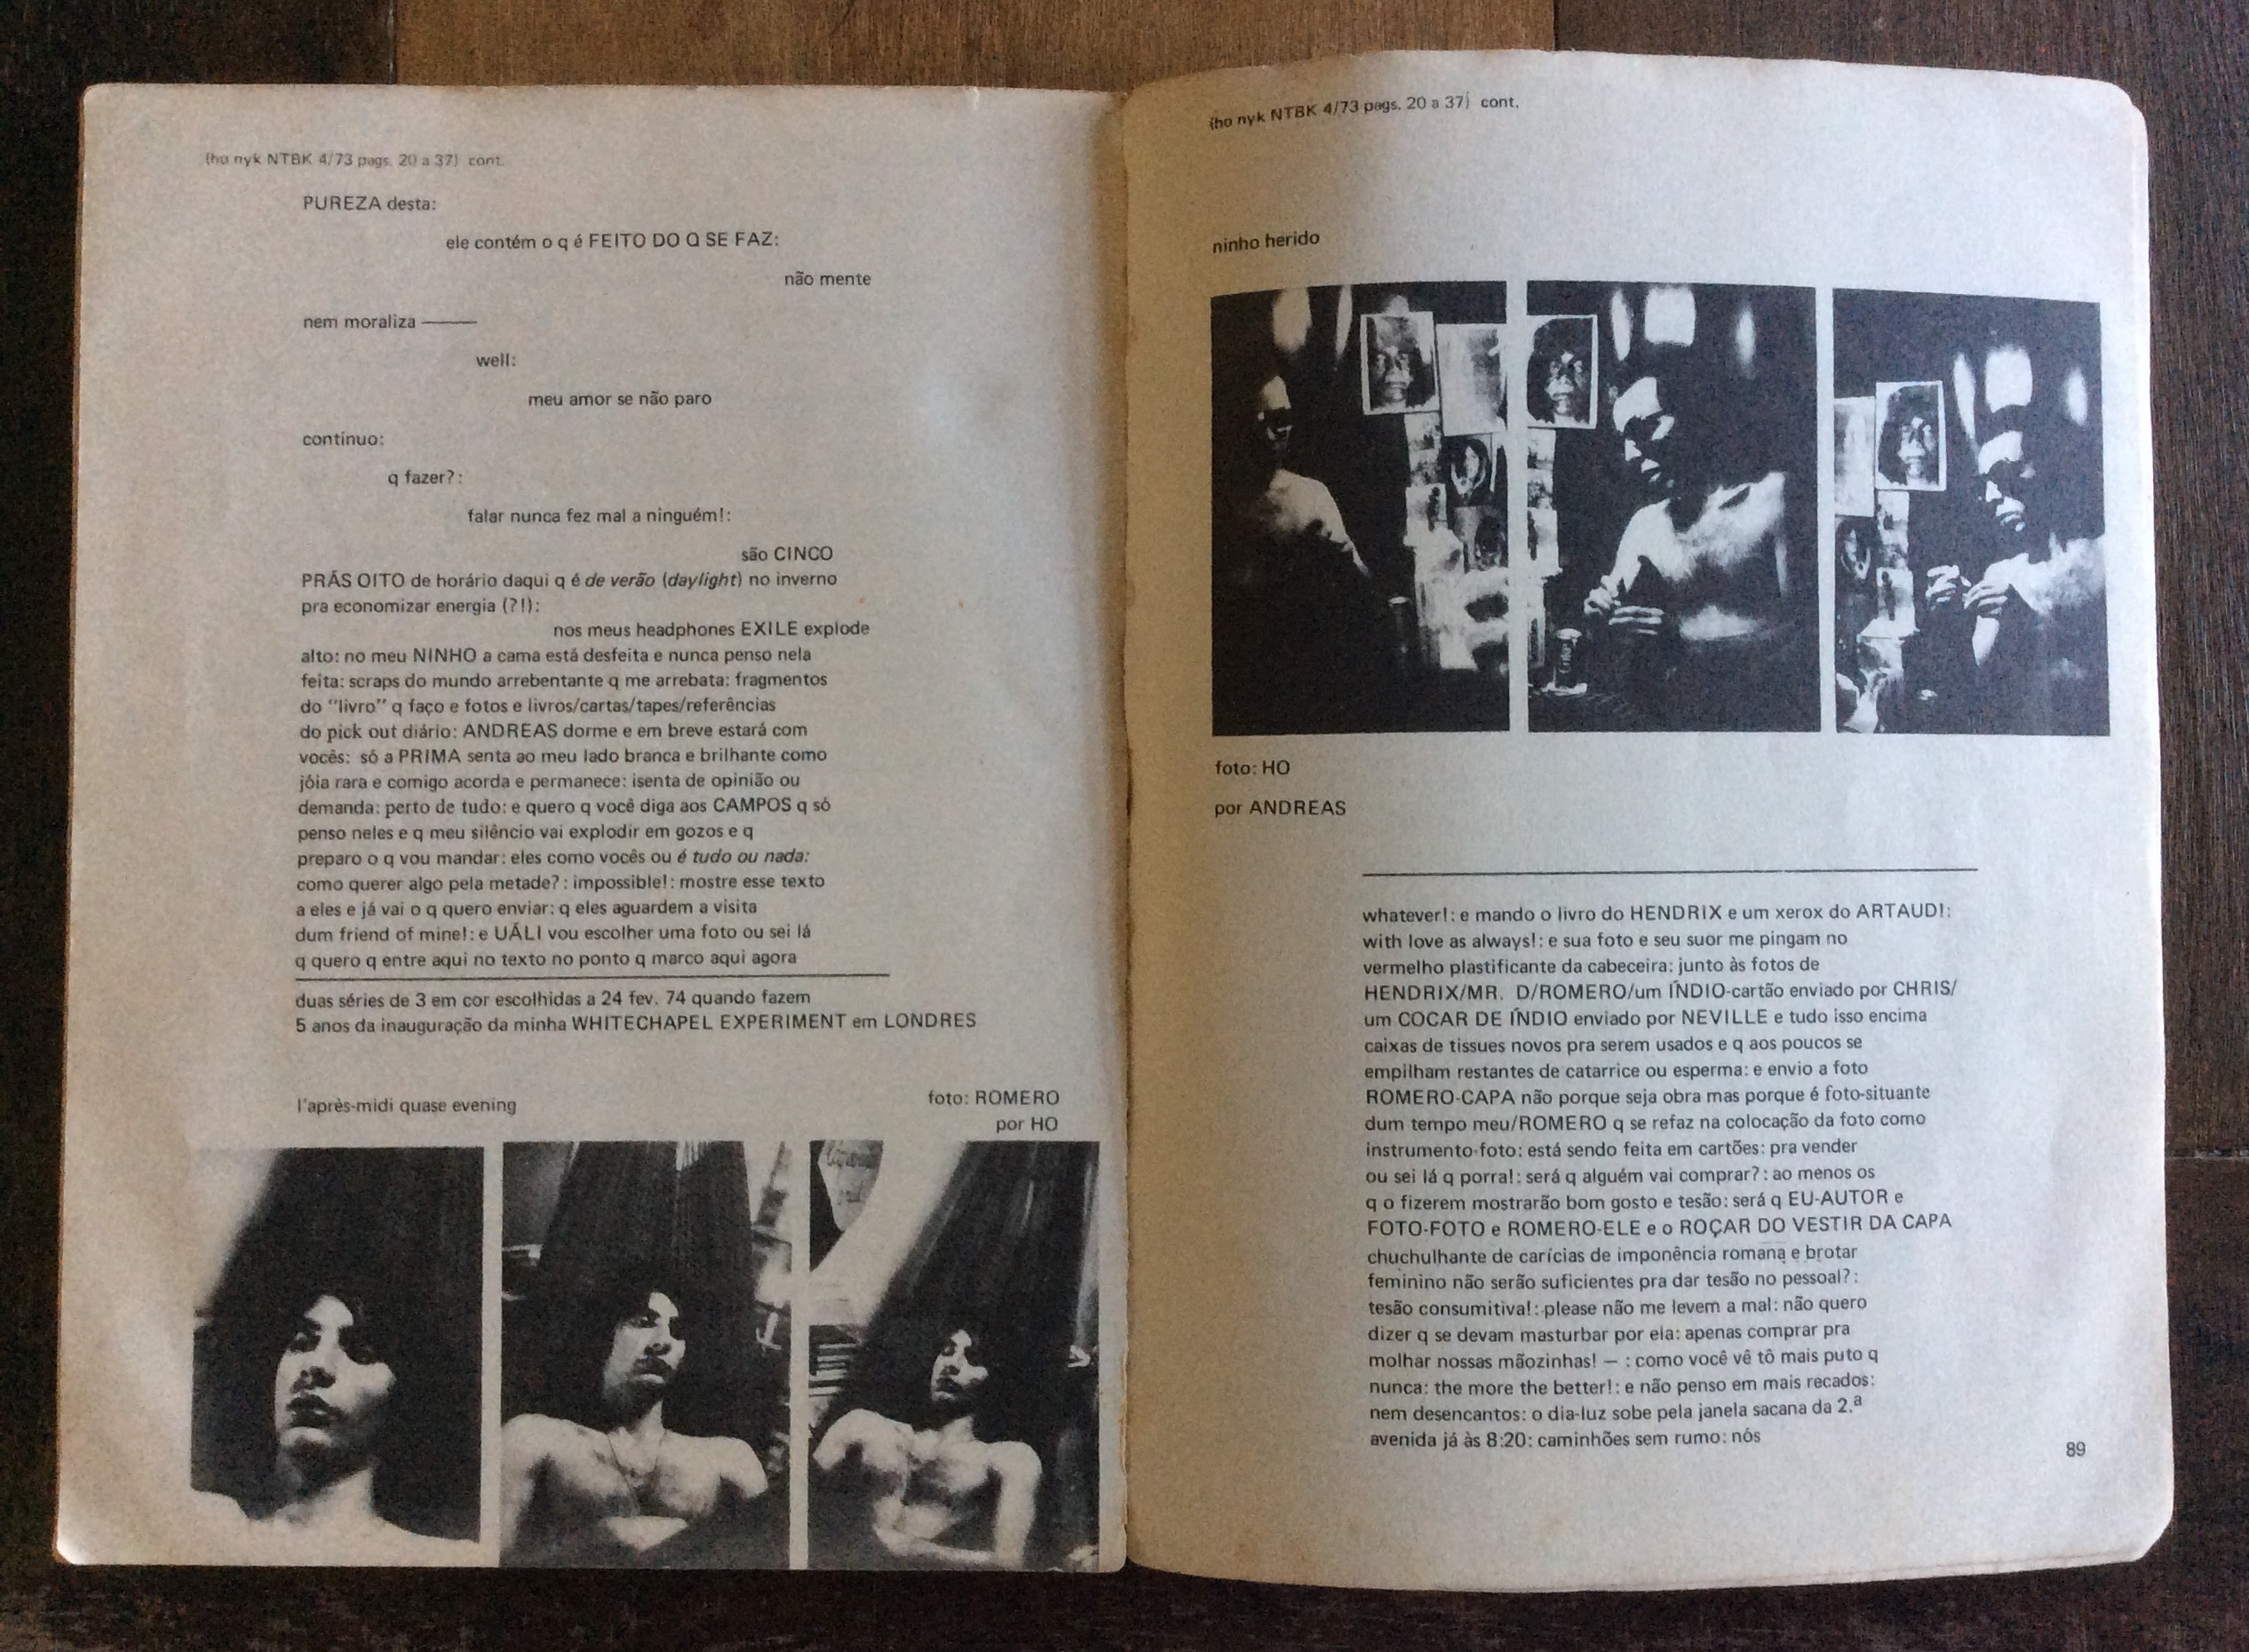 (ho nyk NTBK 4/73 pags. 20 a 37) cont.
PUREZA desta:
ele contém o q é FEITO DO Q SE FAZ:
não mente
nem moraliza ———
well:
meu amor se não paro
contínuo:
q fazer?:
falar nunca fez mal a ninguém!:
são CINCO
PRÁS OITO de horário daqui q é de verão (daylight) no inverno
pra economizar energia (?!):
nos meus headphones EXILE explode
alto: no meu NINHO a cama está desfeita e nunca penso nela
feita: scraps do mundo arrebentante q me arrebata: fragmentos
do "livro" q faço e fotos e livros/cartas/tapes/referências
do pick out diário: ANDREAS dorme e em breve estará com
vocês: só a PRIMA senta ao meu lado branca e brilhante como
jóia rara e comigo acorda e permanece: isenta de opinião ou
demanda: perto de tudo: e quero q você diga aos CAMPOS q só
penso neles e q meu silêncio vai explodir em gozos e q
preparo o q vou mandar: eles como vocês ou é tudo ou nada:
como querer algo pela metade?: impossible!: mostre esse texto
a eles e já vai o q quero enviar: q eles aguardem a visita
dum friend of mine!: e UÁLI vou escolher uma foto ou sei lá
q quero q entre aqui no texto no ponto q marco aqui agora
duas séries de 3 em cor escolhidas a 24 fev. 74 quando fazem
5 anos da inauguração da minha WHITECHAPEL EXPERIMENT em LONDRES
l'après-midi quase evening
foto: ROMERO
por HO
(ho nyk NTBK 4/73 pags. 20 a 37) cont.
ninho herido
foto: HO
por ANDREAS
whatever!: e mando o livro do HENDRIX e um xerox do ARTAUD!:
with love as always!: e sua foto e seu suor me pingam no
vermelho plastificante da cabeceira: junto às fotos de
HENDRIX/MR. D/ROMERO/um ÍNDIO-cartão enviado por CHRIS/
um COCAR DE ÍNDIO enviado por NEVILLE e tudo isso encima
caixas de tissues novos pra serem usados e q aos poucos se
empilham restantes de catarrice ou esperma: e envio a foto
ROMERO-CAPA não porque seja obra mas porque é foto-situante
dum tempo meu/ROMERO q se refaz na colocação da foto como
instrumento-foto: está sendo feita em cartões: pra vender
ou sei lá q porra!: será q alguém vai comprar?: ao menos os
q o fizerem mostrarão bom gosto e tesão: será q EU-AUTOR e
FOTO-FOTO e ROMERO-ELE e o ROÇAR DO VESTIR DA CAPA
chuchulhante de carícias de imponência romana e brotar
feminino não serão suficientes pra dar tesão no pessoal?:
tesão consumitiva!: please não me levem a mal: não quero
dizer q se devam masturbar por ela: apenas comprar pra
molhar nossas mãozinhas! — : como você vê tô mais puto q
nunca: the more the better!: e não penso em mais recados:
nem desencantos: o dia-luz sobe pela janela sacana da 2.ª
avenida já às 8:20: caminhões sem rumo: nós
89